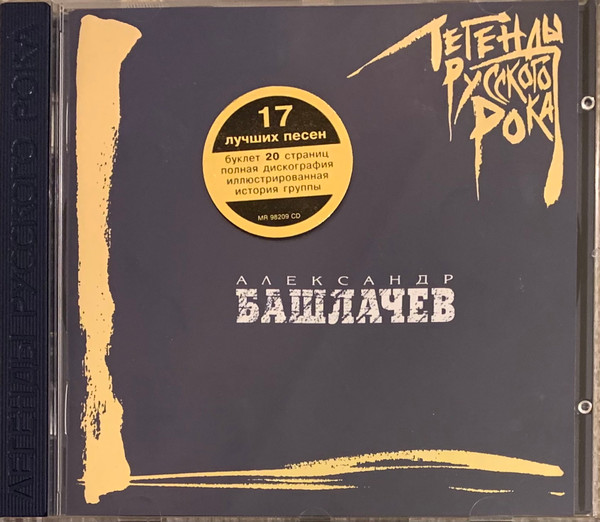 ЛЕГЕНДЫ
РУССКОГО
РОКА
17
лучших песен
буклет 20 страниц
полная дискография
иллюстрированная
история группы
MR 98209 CD
АЛЕКСАНДР
БАШЛАЧЕВ
ЛЕГЕНДЫ РУССКОГО РОКА